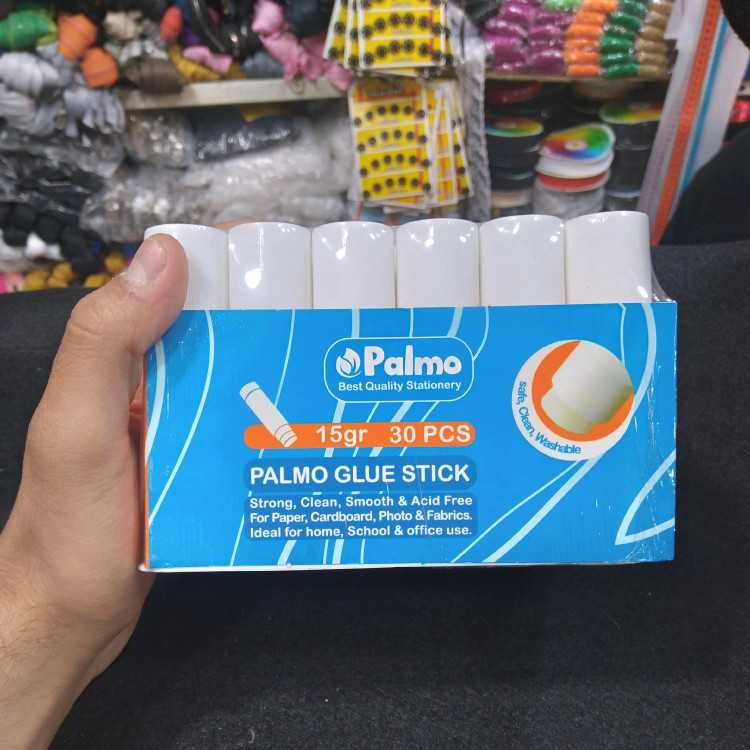 Palmo
Best Quality Stationery
15gr 30 PCS
PALMO GLUE STICK
Strong, Clean, Smooth & Acid Free
For Paper, Cardboard, Photo & Fabrics.
Ideal for home, School & office use.
safe, Clean, Washable